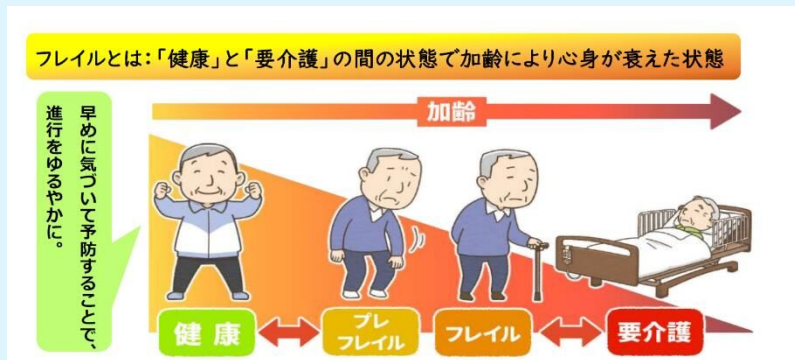 フレイルとは:「健康」と「要介護」の間の状態で加齢により心身が衰えた状態
早めに気づいて予防することで、
進行をゆるやかに。
加齢
健康
プレ
フレイル
フレイル
要介護